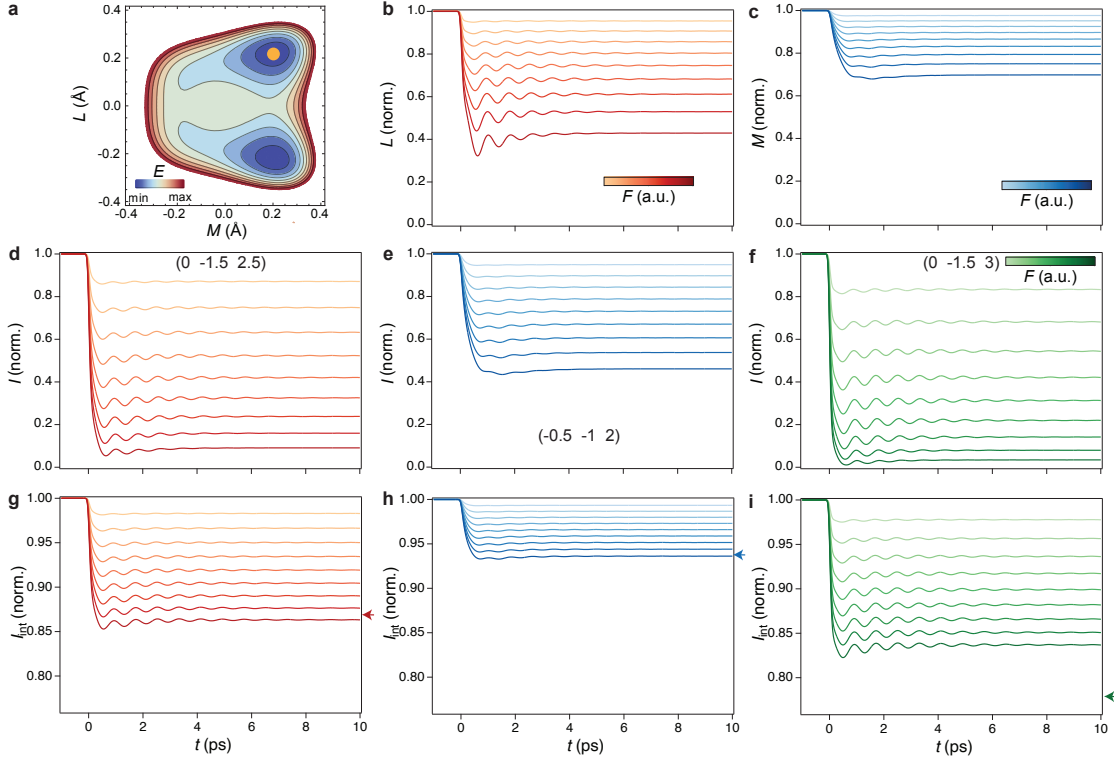 a
0.4
0.2
0.0
-0.2
-0.4
L (Å)
E
min max
-0.4 -0.2 0.0 0.2 0.4
M (Å)
b
1.0
0.8
0.6
0.4
0.2
0.0
L (norm.)
F (a.u.)
c
1.0
0.8
0.6
0.4
0.2
0.0
M (norm.)
F (a.u.)
d
(0 -1.5 2.5)
1.0
0.8
0.6
0.4
0.2
0.0
I (norm.)
e
1.0
0.8
0.6
0.4
0.2
0.0
I (norm.)
(-0.5 -1 2)
f
(0 -1.5 3)
F (a.u.)
1.0
0.8
0.6
0.4
0.2
0.0
I (norm.)
g
1.00
0.95
0.90
0.85
0.80
Iint (norm.)
0 2 4 6 8 10
t (ps)
h
1.00
0.95
0.90
0.85
0.80
Iint (norm.)
0 2 4 6 8 10
t (ps)
i
1.00
0.95
0.90
0.85
0.80
Iint (norm.)
0 2 4 6 8 10
t (ps)